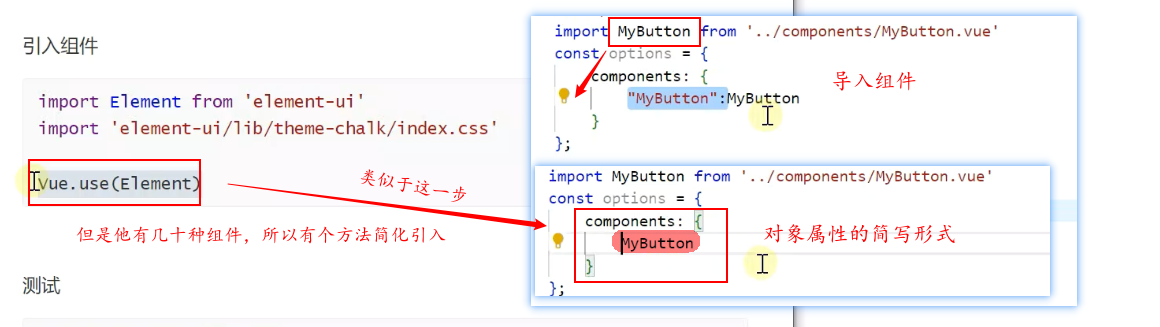 引入组件
import Element from 'element-ui'
import 'element-ui/lib/theme-chalk/index.css'
Vue.use(Element)
类似于这一步
但是他有几十种组件，所以有个方法简化引入
测试
import MyButton from '../components/MyButton.vue'
const options = {
components: {
"MyButton":MyButton
}
};
导入组件
import MyButton from '../components/MyButton.vue'
const options = {
components: {
MyButton
}
};
对象属性的简写形式